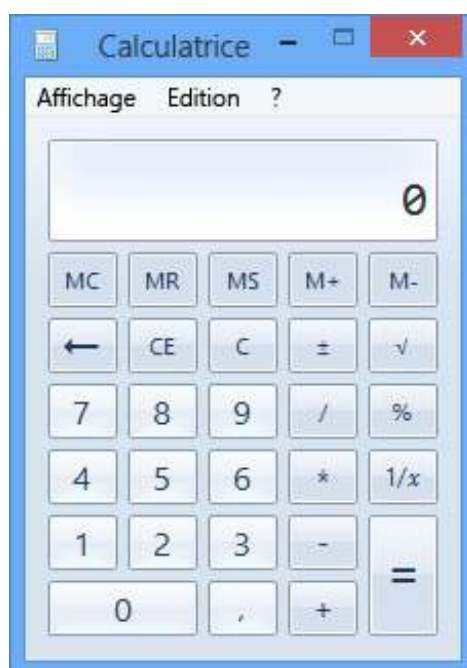 Calculatrice
Affichage Edition ?
0
MC MR MS M+ M-
← CE C ± √
7 8 9 / %
4 5 6 * 1/x
1 2 3 - =
0 , +